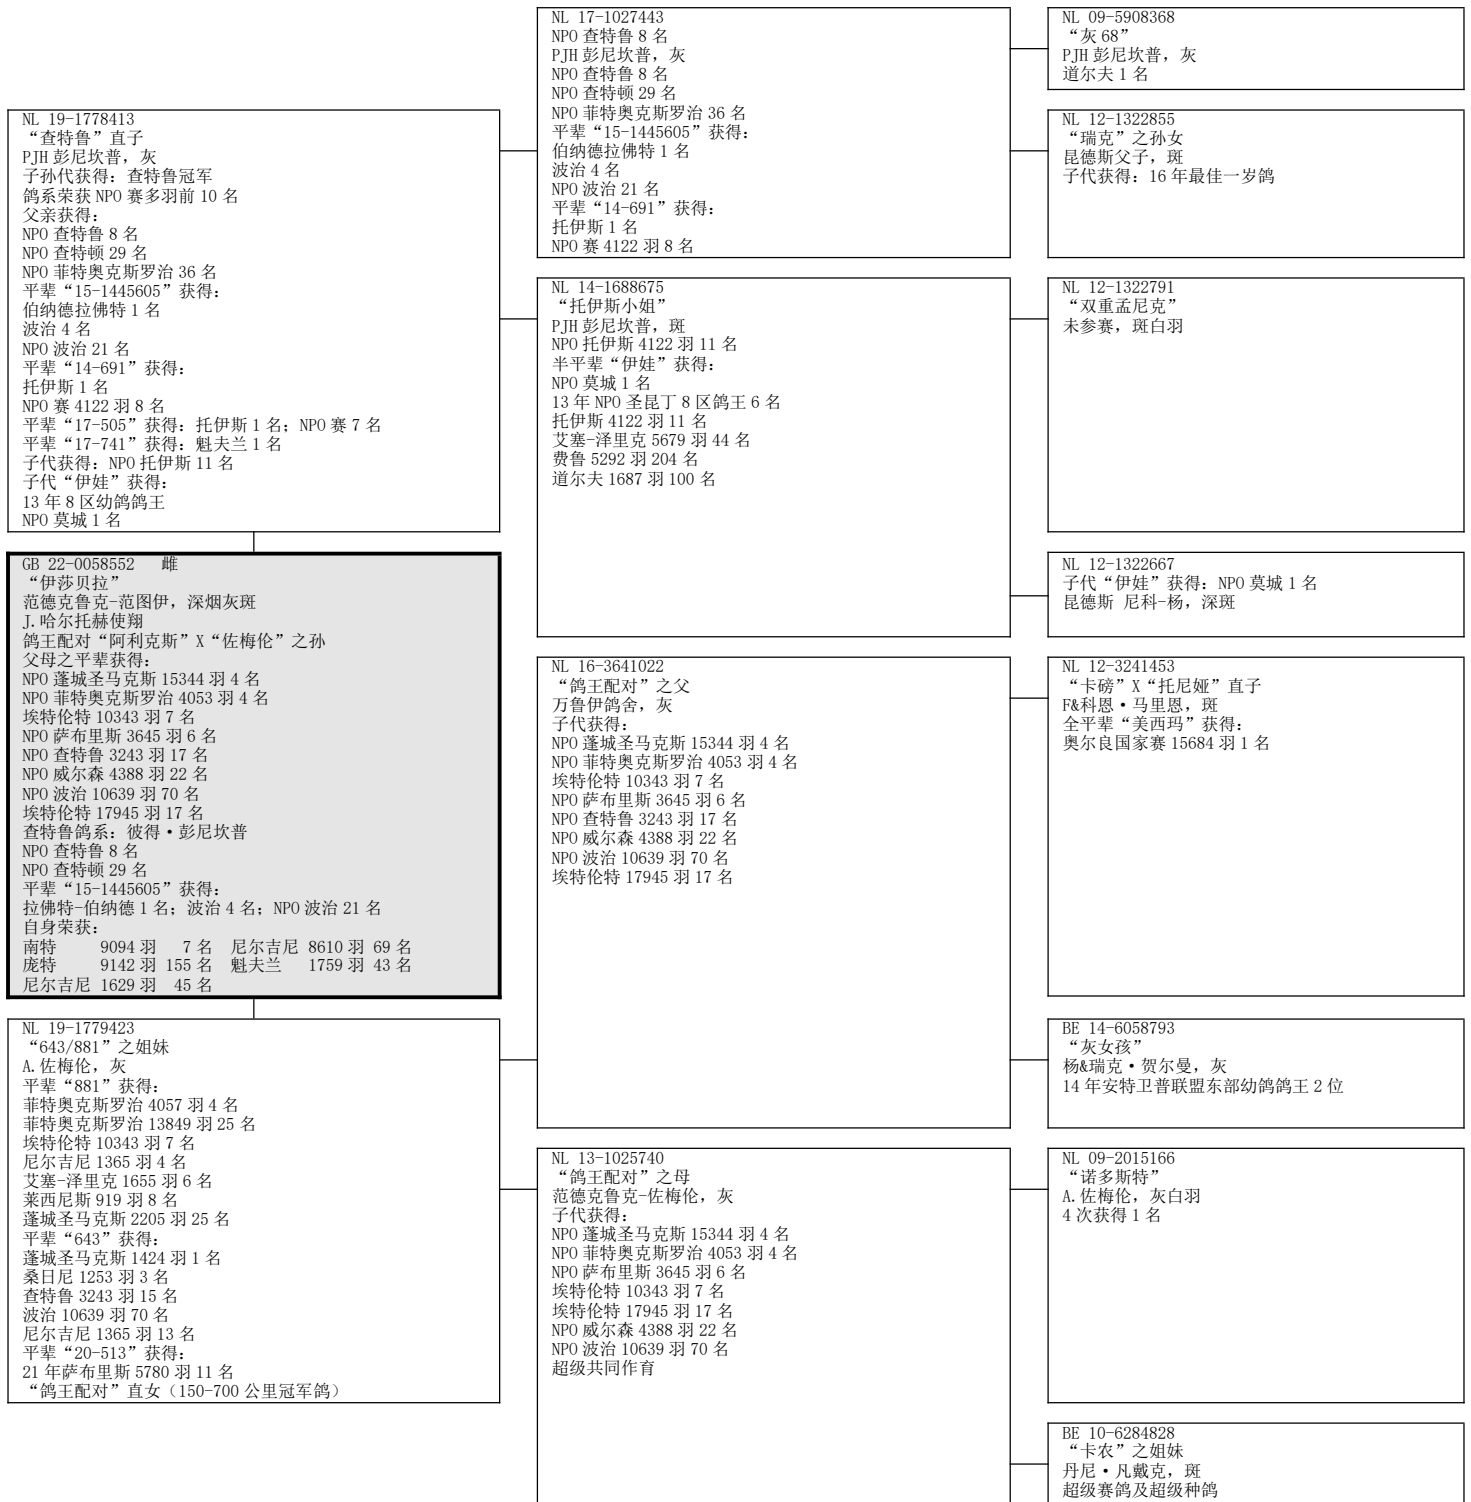 NL 19-1778413
“查特鲁”直子
PJH 彭尼坎普，灰
子孙代获得：查特鲁冠军
鸽系荣获 NPO 赛多羽前 10 名
父亲获得：
NPO 查特鲁 8 名
NPO 查特顿 29 名
NPO 菲特奥克斯罗治 36 名
平辈“15-1445605”获得：
伯纳德拉佛特 1 名
波治 4 名
NPO 波治 21 名
平辈“14-691”获得：
托伊斯 1 名
NPO 赛 4122 羽 8 名
平辈“17-505”获得：托伊斯 1 名；NPO 赛 7 名
平辈“17-741”获得：魁夫兰 1 名
子代获得：NPO 托伊斯 11 名
子代“伊娃”获得：
13 年 8 区幼鸽鸽王
NPO 莫城 1 名
GB 22-0058552 雌
“伊莎贝拉”
范德克鲁克-范图伊，深烟灰斑
J.哈尔托赫使翔
鸽王配对“阿利克斯”X“佐梅伦”之孙
父母之平辈获得：
NPO 蓬城圣马克斯 15344 羽 4 名
NPO 菲特奥克斯罗治 4053 羽 4 名
埃特伦特 10343 羽 7 名
NPO 萨布里斯 3645 羽 6 名
NPO 查特鲁 3243 羽 17 名
NPO 威尔森 4388 羽 22 名
NPO 波治 10639 羽 70 名
埃特伦特 17945 羽 17 名
查特鲁鸽系：彼得•彭尼坎普
NPO 查特鲁 8 名
NPO 查特顿 29 名
平辈“15-1445605”获得：
拉佛特-伯纳德 1 名；波治 4 名；NPO 波治 21 名
自身荣获：
南特 9094 羽 7 名 尼尔吉尼 8610 羽 69 名
庞特 9142 羽 155 名 魁夫兰 1759 羽 43 名
尼尔吉尼 1629 羽 45 名
NL 19-1779423
“643/881”之姐妹
A.佐梅伦，灰
平辈“881”获得：
菲特奥克斯罗治 4057 羽 4 名
菲特奥克斯罗治 13849 羽 25 名
埃特伦特 10343 羽 7 名
尼尔吉尼 1365 羽 4 名
艾塞-泽里克 1655 羽 6 名
莱西尼斯 919 羽 8 名
蓬城圣马克斯 2205 羽 25 名
平辈“643”获得：
蓬城圣马克斯 1424 羽 1 名
桑日尼 1253 羽 3 名
查特鲁 3243 羽 15 名
波治 10639 羽 70 名
尼尔吉尼 1365 羽 13 名
平辈“20-513”获得：
21 年萨布里斯 5780 羽 11 名
“鸽王配对”直女（150-700 公里冠军鸽）
NL 17-1027443
NPO 查特鲁 8 名
PJH 彭尼坎普，灰
NPO 查特鲁 8 名
NPO 查特顿 29 名
NPO 菲特奥克斯罗治 36 名
平辈“15-1445605”获得：
伯纳德拉佛特 1 名
波治 4 名
NPO 波治 21 名
平辈“14-691”获得：
托伊斯 1 名
NPO 赛 4122 羽 8 名
NL 14-1688675
“托伊斯小姐”
PJH 彭尼坎普，斑
NPO 托伊斯 4122 羽 11 名
半平辈“伊娃”获得：
NPO 莫城 1 名
13 年 NPO 圣昆丁 8 区鸽王 6 名
托伊斯 4122 羽 11 名
艾塞-泽里克 5679 羽 44 名
费鲁 5292 羽 204 名
道尔夫 1687 羽 100 名
NL 16-3641022
“鸽王配对”之父
万鲁伊鸽舍，灰
子代获得：
NPO 蓬城圣马克斯 15344 羽 4 名
NPO 菲特奥克斯罗治 4053 羽 4 名
埃特伦特 10343 羽 7 名
NPO 萨布里斯 3645 羽 6 名
NPO 查特鲁 3243 羽 17 名
NPO 威尔森 4388 羽 22 名
NPO 波治 10639 羽 70 名
埃特伦特 17945 羽 17 名
NL 13-1025740
“鸽王配对”之母
范德克鲁克-佐梅伦，灰
子代获得：
NPO 蓬城圣马克斯 15344 羽 4 名
NPO 菲特奥克斯罗治 4053 羽 4 名
NPO 萨布里斯 3645 羽 6 名
埃特伦特 10343 羽 7 名
埃特伦特 17945 羽 17 名
NPO 威尔森 4388 羽 22 名
NPO 波治 10639 羽 70 名
超级共同作育
NL 09-5908368
“灰 68”
PJH 彭尼坎普，灰
道尔夫 1 名
NL 12-1322855
“瑞克”之孙女
昆德斯父子，斑
子代获得：16 年最佳一岁鸽
NL 12-1322791
“双重孟尼克”
未参赛，斑白羽
NL 12-1322667
子代“伊娃”获得：NPO 莫城 1 名
昆德斯 尼科-杨，深斑
NL 12-3241453
“卡磅”X“托尼娅”直子
F&科恩•马里恩，斑
全平辈“美西玛”获得：
奥尔良国家赛 15684 羽 1 名
BE 14-6058793
“灰女孩”
杨&瑞克•贺尔曼，灰
14 年安特卫普联盟东部幼鸽鸽王 2 位
NL 09-2015166
“诺多斯特”
A.佐梅伦，灰白羽
4 次获得 1 名
BE 10-6284828
“卡农”之姐妹
丹尼•凡戴克，斑
超级赛鸽及超级种鸽